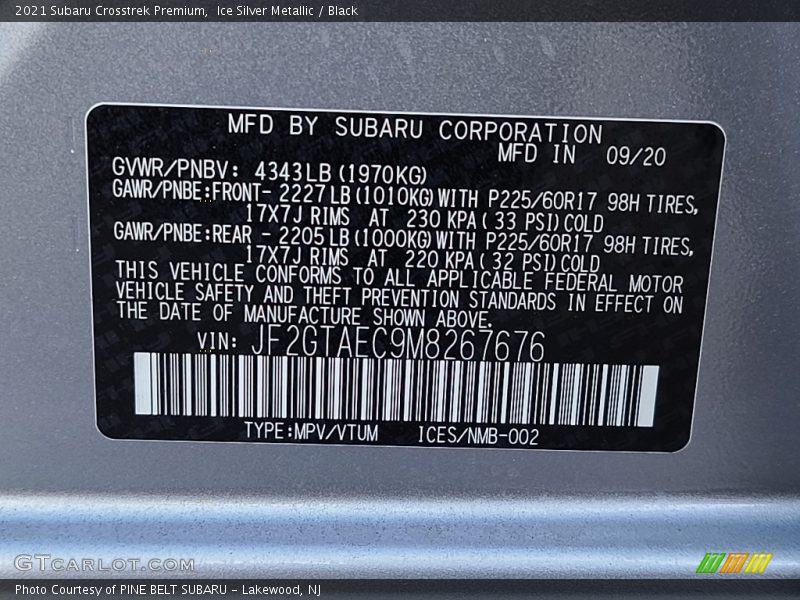 2021 Subaru Crosstrek Premium,  Ice Silver Metallic / Black
MFD BY SUBARU CORPORATION
MFD IN 09/20
GVWR/PNBV: 4343LB (1970KG)
GAWR/PNBE:FRONT- 2227LB (1010KG) WITH P225/60R17 98H TIRES,
17X7J RIMS AT 230 KPA ( 33 PSI) COLD
GAWR/PNBE:REAR - 2205LB (1000KG) WITH P225/60R17 98H TIRES,
17X7J RIMS AT 220 KPA ( 32 PSI) COLD
THIS VEHICLE CONFORMS TO ALL APPLICABLE FEDERAL MOTOR
VEHICLE SAFETY AND THEFT PREVENTION STANDARDS IN EFFECT ON
THE DATE OF MANUFACTURE SHOWN ABOVE.
VIN: JF2GTAEC9M8267676
TYPE:MPV/VTUM ICES/NMB-002
GTCARLOT.COM
Photo Courtesy of PINE BELT SUBARU - Lakewood, NJ